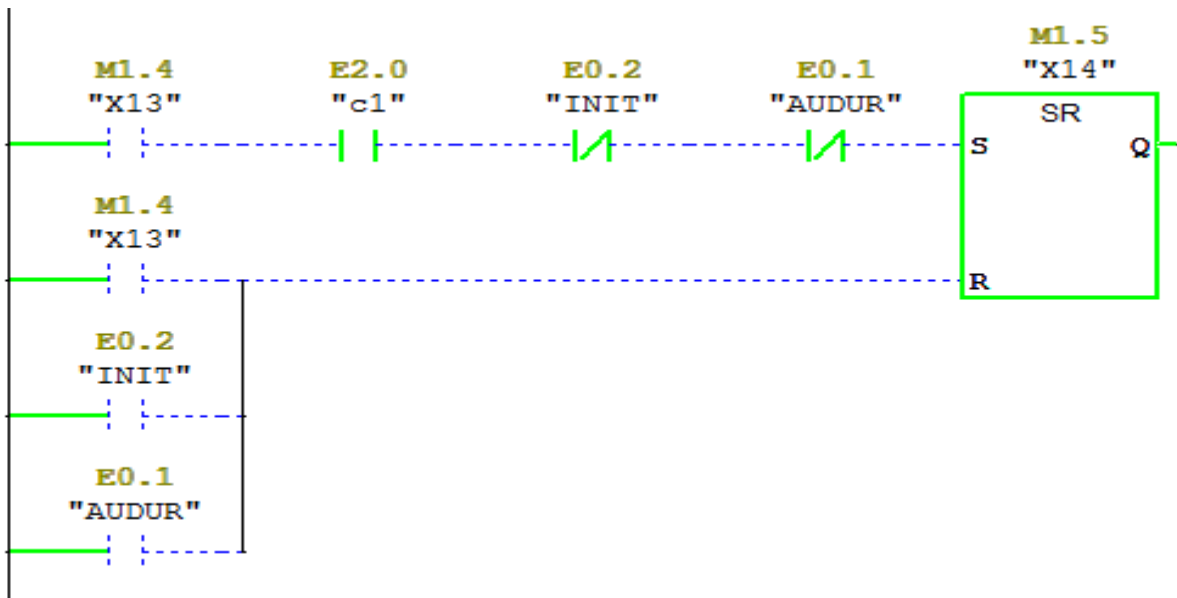 M1.5
M1.4 E2.0 E0.2 E0.1 "X14"
"X13" "c1" "INIT" "AUDUR" SR
S Q
M1.4
"X13"
R
E0.2
"INIT"
E0.1
"AUDUR"